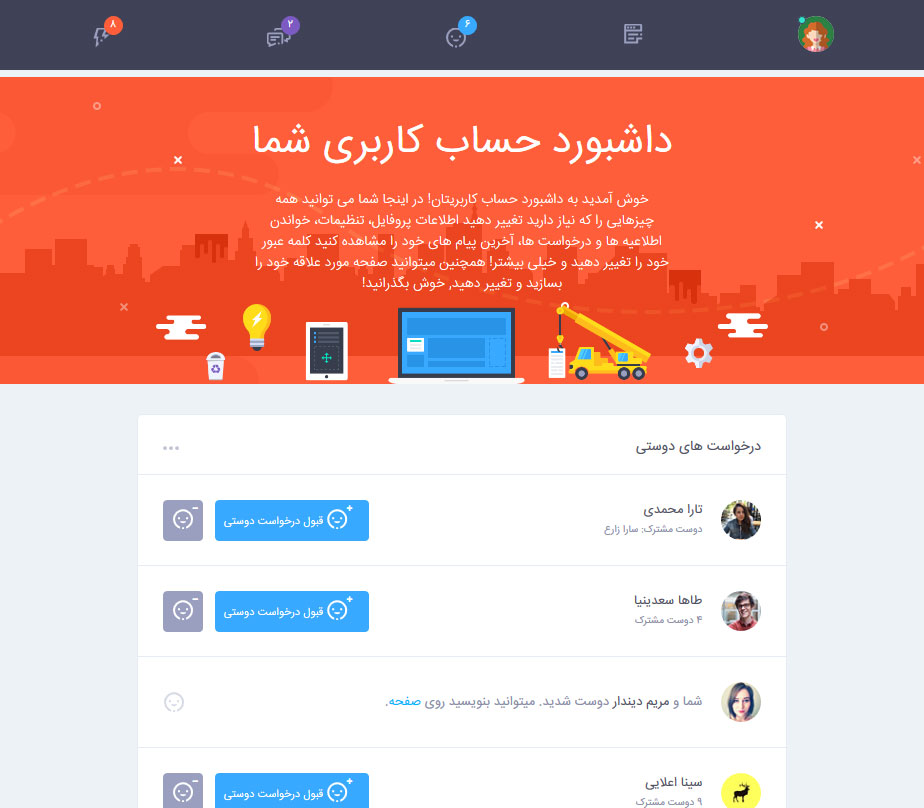 ۶
۲
۸
داشبورد حساب کاربری شما
خوش آمدید به داشبورد حساب کاربریتان! در اینجا شما می توانید همه
چیزهایی را که نیاز دارید تغییر دهید اطلاعات پروفایل، تنظیمات، خواندن
اطلاعیه ها و درخواست ها، آخرین پیام های خود را مشاهده کنید کلمه عبور
خود را تغییر دهید و خیلی بیشتر! همچنین میتوانید صفحه مورد علاقه خود را
بسازید و تغییر دهید, خوش بگذرانید!
درخواست های دوستی
تارا محمدی
دوست مشترک: سارا زارع
قبول درخواست دوستی
طاها سعدینیا
۴ دوست مشترک
قبول درخواست دوستی
شما و مریم دیندار دوست شدید. میتوانید بنویسید روی صفحه.
سینا اعلایی
۹ دوست مشترک
قبول درخواست دوستی